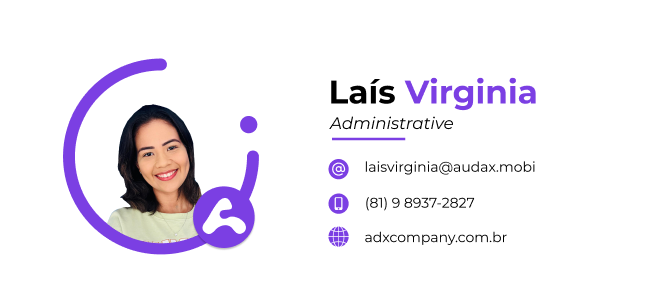 Laís Virginia
Administrative
laisvirginia@audax.mobi
(81) 9 8937-2827
adxcompany.com.br